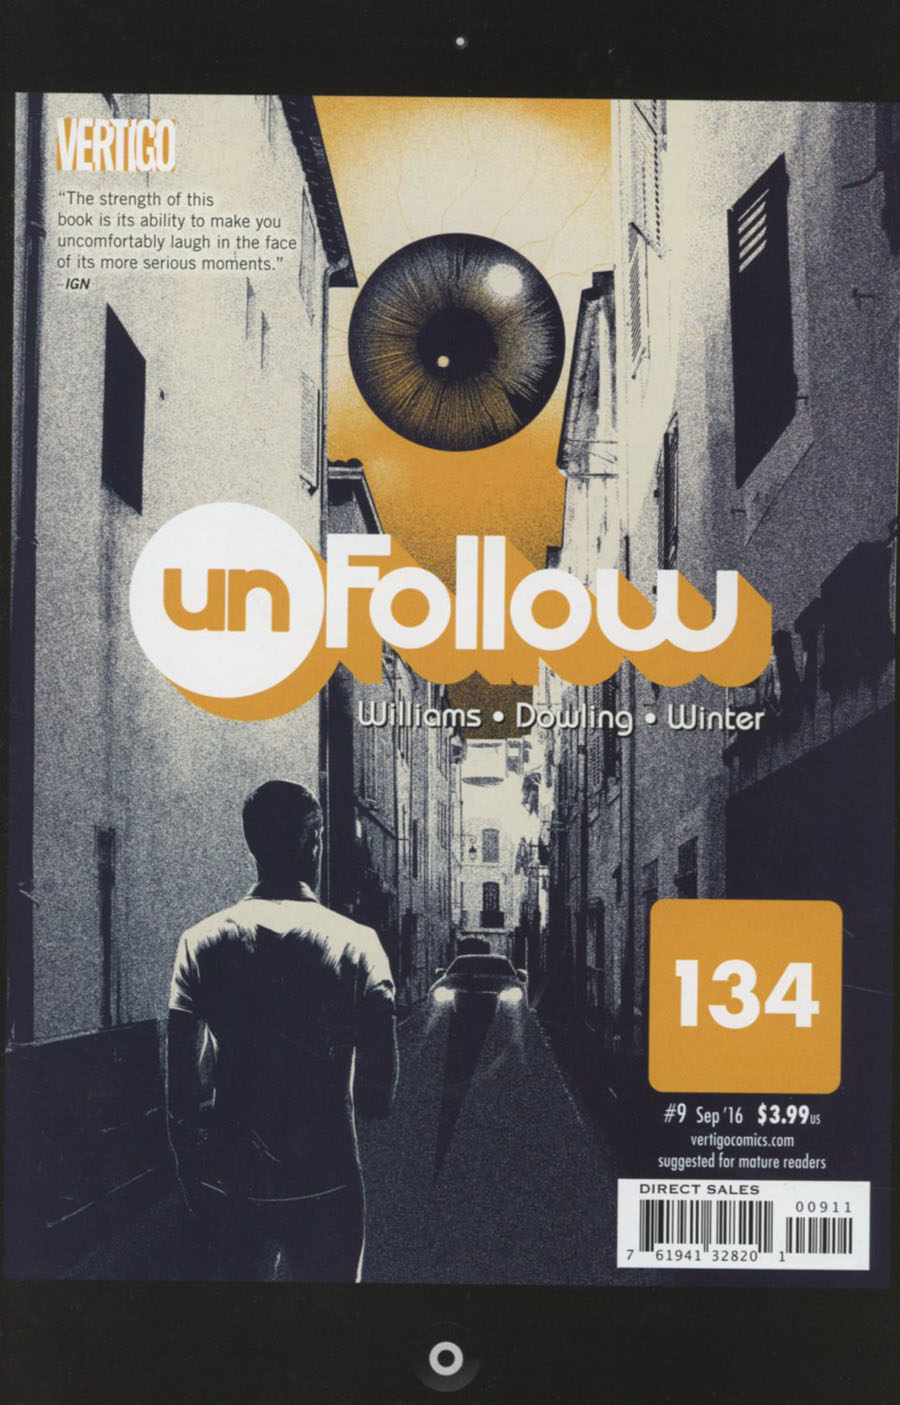 VERTIGO
“The strength of this
book is its ability to make you
uncomfortably laugh in the face
of its more serious moments.”
–IGN
unFollow
Williams • Dowling • Winter
134
#9 Sep '16 $3.99 US
vertigocomics.com
suggested for mature readers
DIRECT SALES
00911
7 61941 32820 1